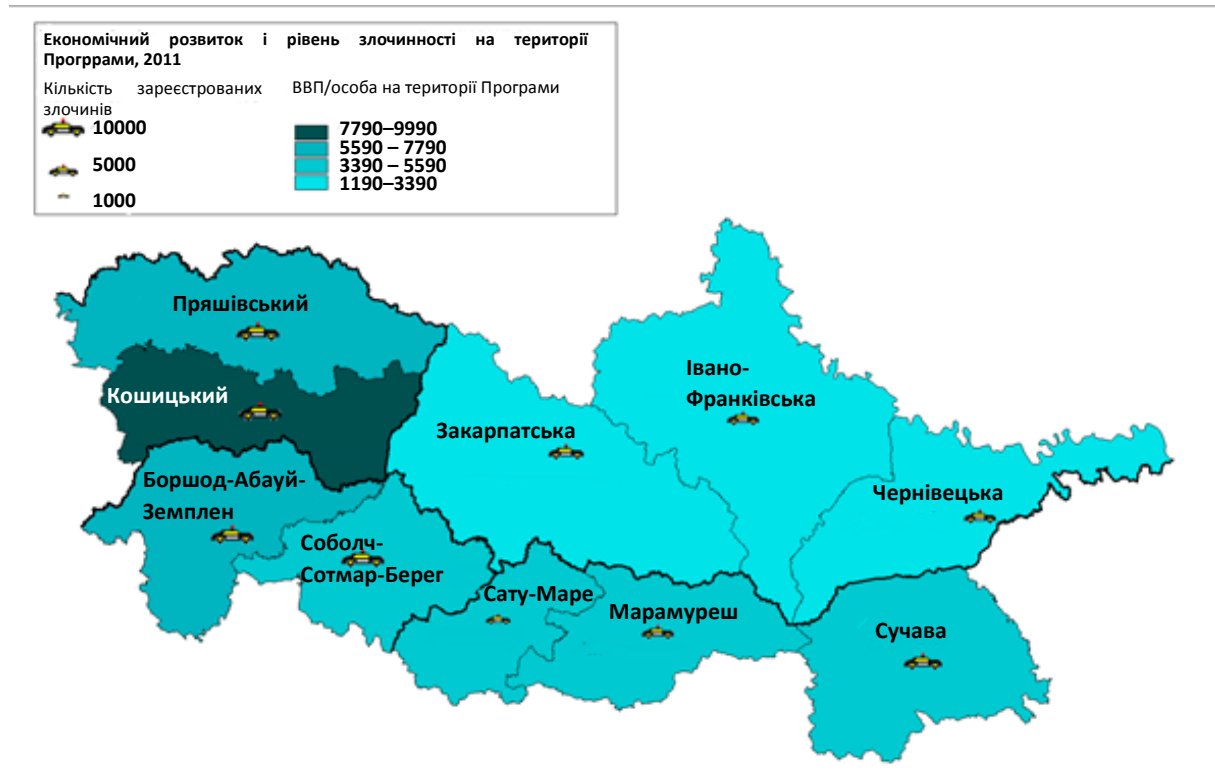 Економічний розвиток і рівень злочинності на території
Прогррами, 2011
Кількість зареєстрованих
злочинів
10000
5000
1000
ВВП/особа на території Програми
7790–9990
5590 – 7790
3390 – 5590
1190–3390
Пряшівський
Кошицький
Боршод-Абауй-
Земплен
Соболч-
Сотмар-Берег
Закарпатська
Івано-
Франківська
Чернівецька
Сату-Маре
Марамуреш
Сучава